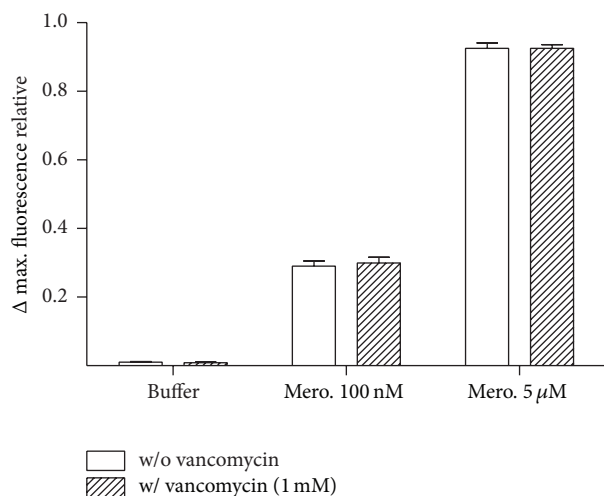 1.0
0.8
0.6
0.4
0.2
Δ max. fluorescence relative
Buffer
Mero. 100 nM
Mero. 5 μM
w/o vancomycin
w/ vancomycin (1 mM)